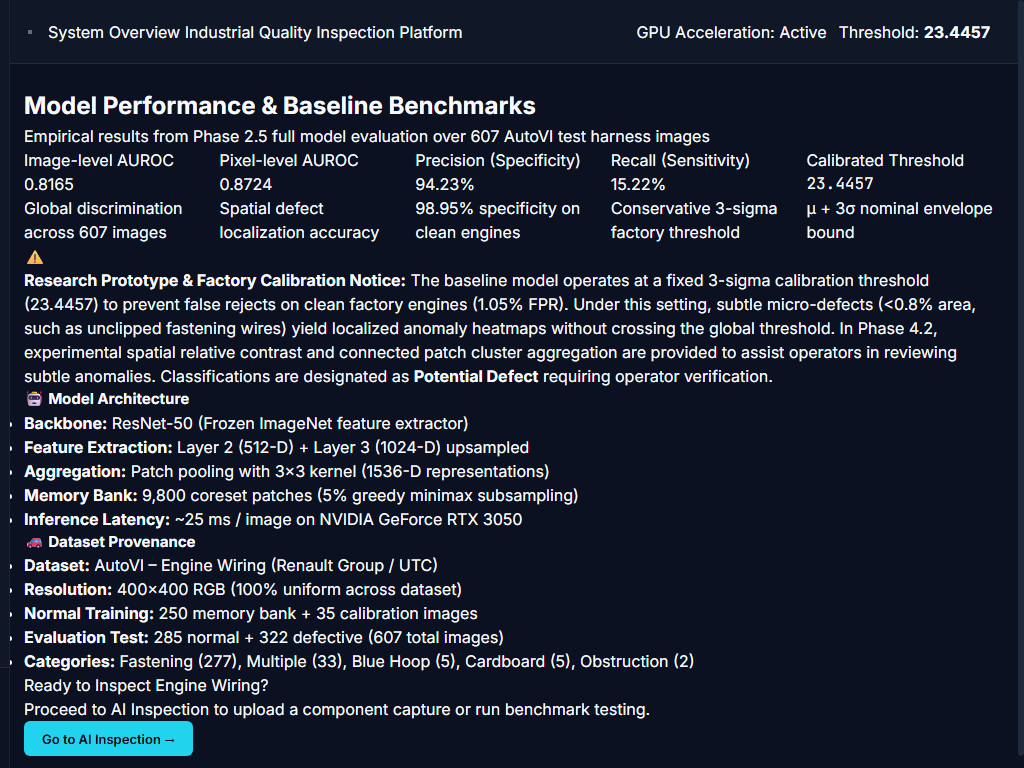 System Overview Industrial Quality Inspection Platform
GPU Acceleration: Active Threshold: 23.4457
Model Performance & Baseline Benchmarks
Empirical results from Phase 2.5 full model evaluation over 607 AutoVI test harness images
Image-level AUROC
0.8165
Global discrimination
across 607 images
Pixel-level AUROC
0.8724
Spatial defect
localization accuracy
Precision (Specificity)
94.23%
98.95% specificity on
clean engines
Recall (Sensitivity)
15.22%
Conservative 3-sigma
factory threshold
Calibrated Threshold
23.4457
μ + 3σ nominal envelope
bound
⚠️
Research Prototype & Factory Calibration Notice: The baseline model operates at a fixed 3-sigma calibration threshold
(23.4457) to prevent false rejects on clean factory engines (1.05% FPR). Under this setting, subtle micro-defects (<0.8% area,
such as unclipped fastening wires) yield localized anomaly heatmaps without crossing the global threshold. In Phase 4.2,
experimental spatial relative contrast and connected patch cluster aggregation are provided to assist operators in reviewing
subtle anomalies. Classifications are designated as Potential Defect requiring operator verification.
🤖 Model Architecture
Backbone: ResNet-50 (Frozen ImageNet feature extractor)
Feature Extraction: Layer 2 (512-D) + Layer 3 (1024-D) upsampled
Aggregation: Patch pooling with 3×3 kernel (1536-D representations)
Memory Bank: 9,800 coreset patches (5% greedy minimax subsampling)
Inference Latency: ~25 ms / image on NVIDIA GeForce RTX 3050
🚗 Dataset Provenance
Dataset: AutoVI – Engine Wiring (Renault Group / UTC)
Resolution: 400×400 RGB (100% uniform across dataset)
Normal Training: 250 memory bank + 35 calibration images
Evaluation Test: 285 normal + 322 defective (607 total images)
Categories: Fastening (277), Multiple (33), Blue Hoop (5), Cardboard (5), Obstruction (2)
Ready to Inspect Engine Wiring?
Proceed to AI Inspection to upload a component capture or run benchmark testing.
Go to AI Inspection →